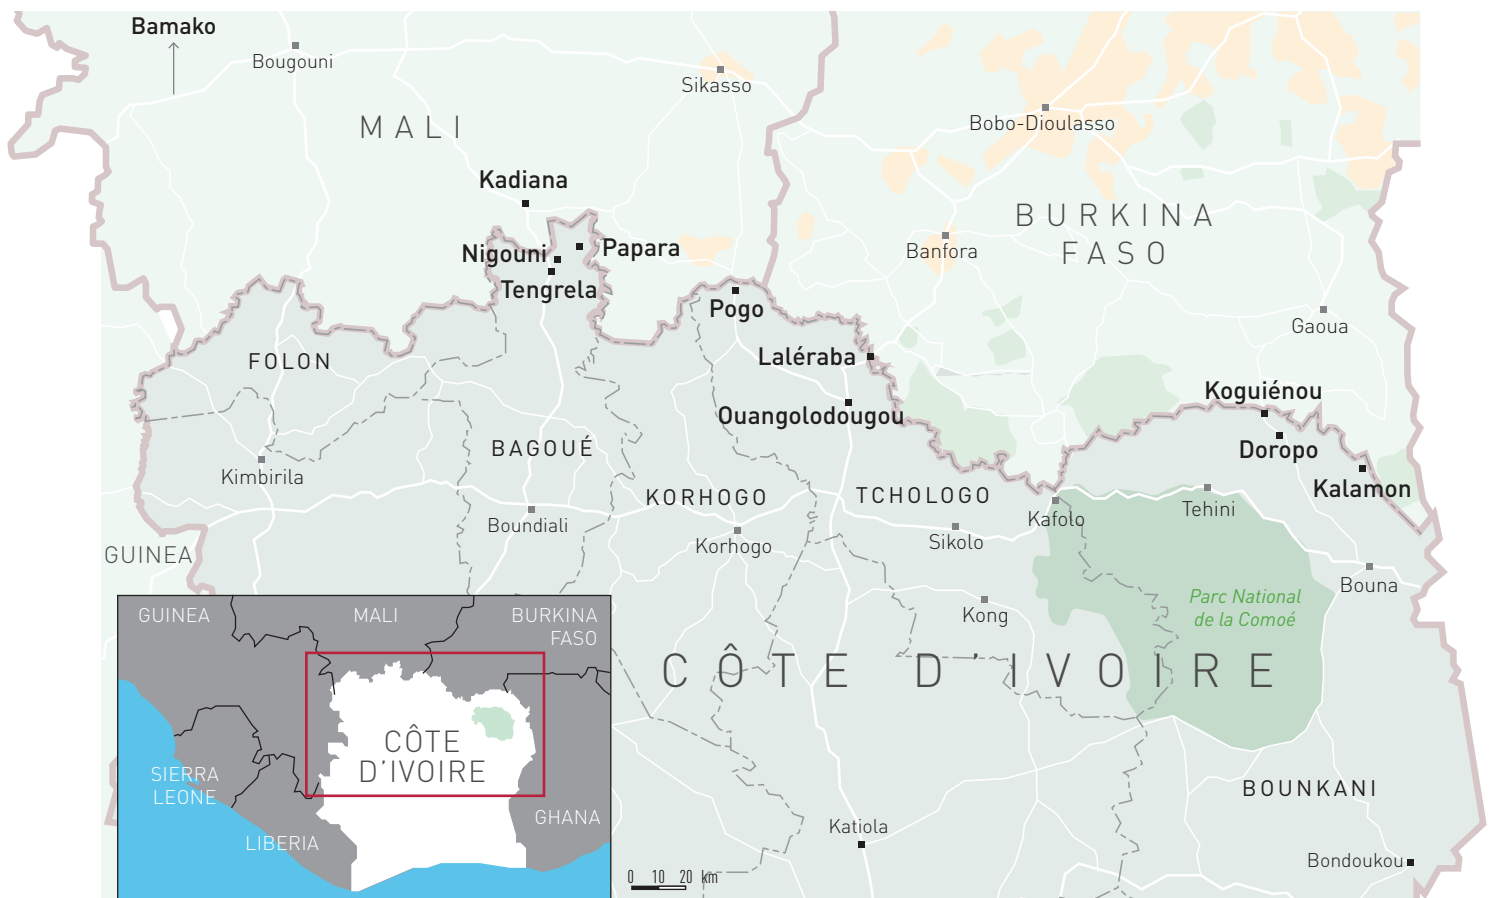 Bamako
Bougouni
Sikasso
MALI
Bobo-Dioulasso
Kadiana
BURKINA
FASO
Nigouni
Papara
Banfora
Tengrela
Pogo
Gaoua
FOLON
Laléraba
Koguiénou
Ouangolodougou
Doropo
BAGOUÉ
Kimbirila
KORHOGO
TCHOLOGO
Kalamon
Boundiali
Kafolo
Tehini
Korhogo
Sikolo
GUINEA
Bouna
Parc National
de la Comoé
Kong
CÔTE D'IVOIRE
BOUNKANI
Katiola
Bondoukou
0 10 20 km
GUINEA
MALI
BURKINA
FASO
CÔTE
D'IVOIRE
SIERRA
LEONE
LIBERIA
GHANA